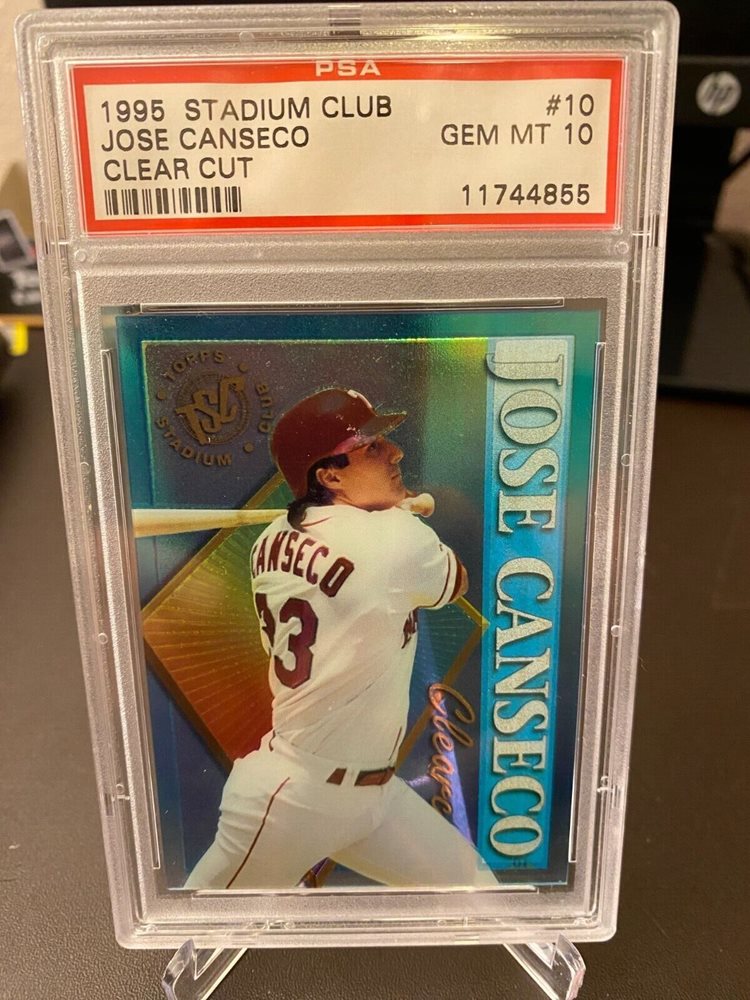 PSA
1995 STADIUM CLUB #10
JOSE CANSECO GEM MT 10
CLEAR CUT
11744855
hp
TOPPS
TSC
STADIUM CLUB
JOSE CANSECO
CANSECO
33